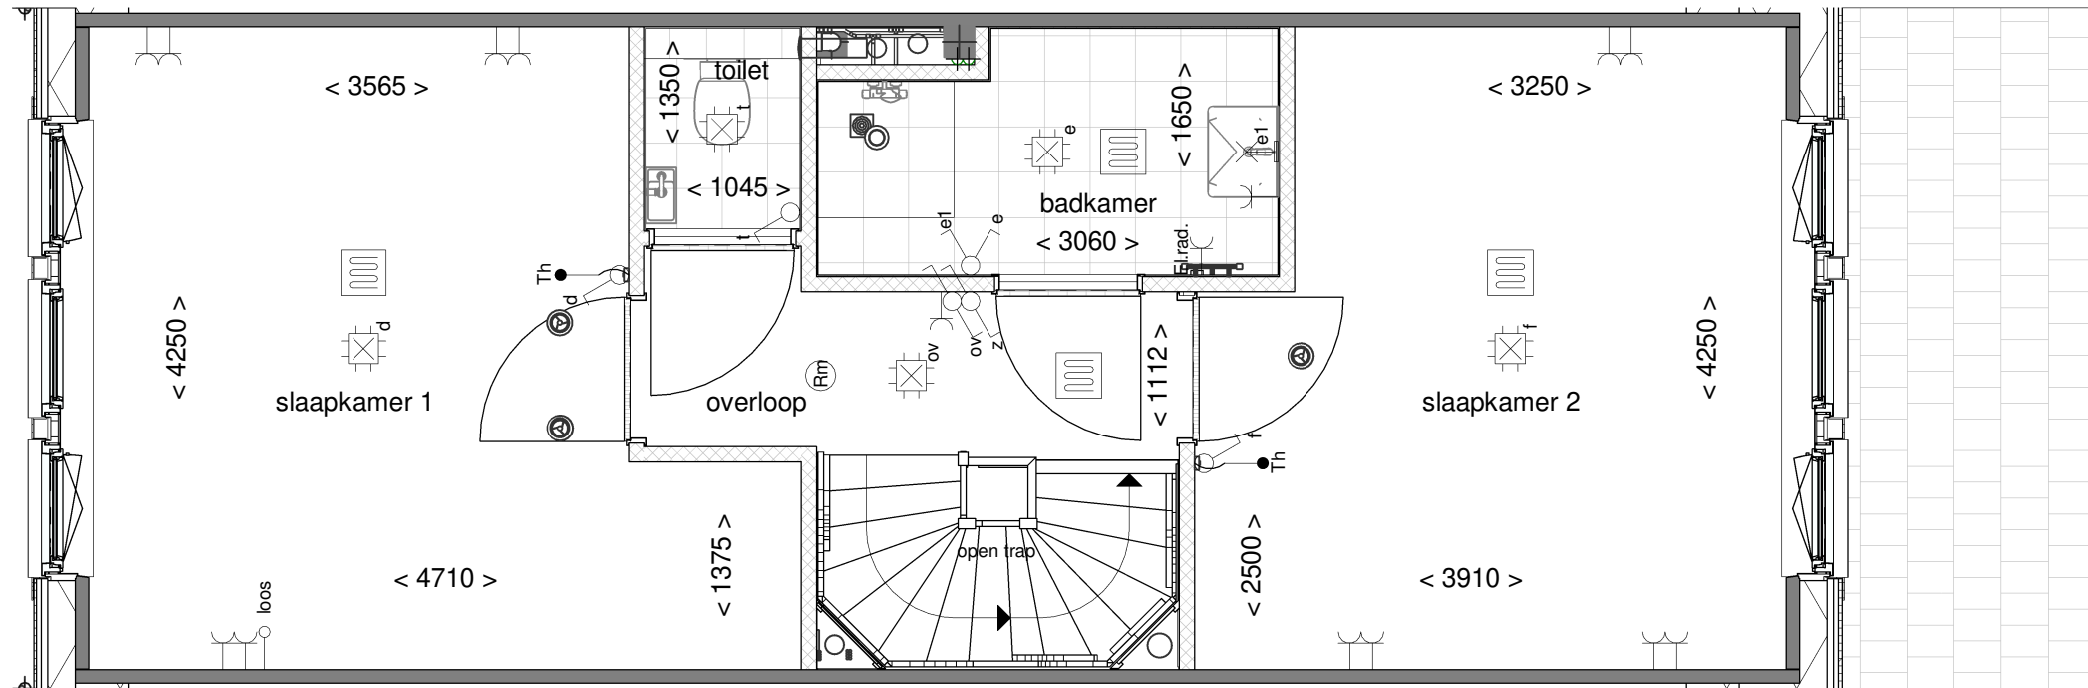 < 3565 >
< 1350 >
toilet
t
< 1045 >
t
< 1650 >
e
e1
badkamer
e1
e
< 3060 >
El.rad.
< 3250 >
Th
d
d
< 4250 >
slaapkamer 1
Rm
overloop
ov
ov
z
< 1112 >
f
< 4250 >
slaapkamer 2
f
Th
open trap
< 4710 >
< 1375 >
< 2500 >
< 3910 >
loos